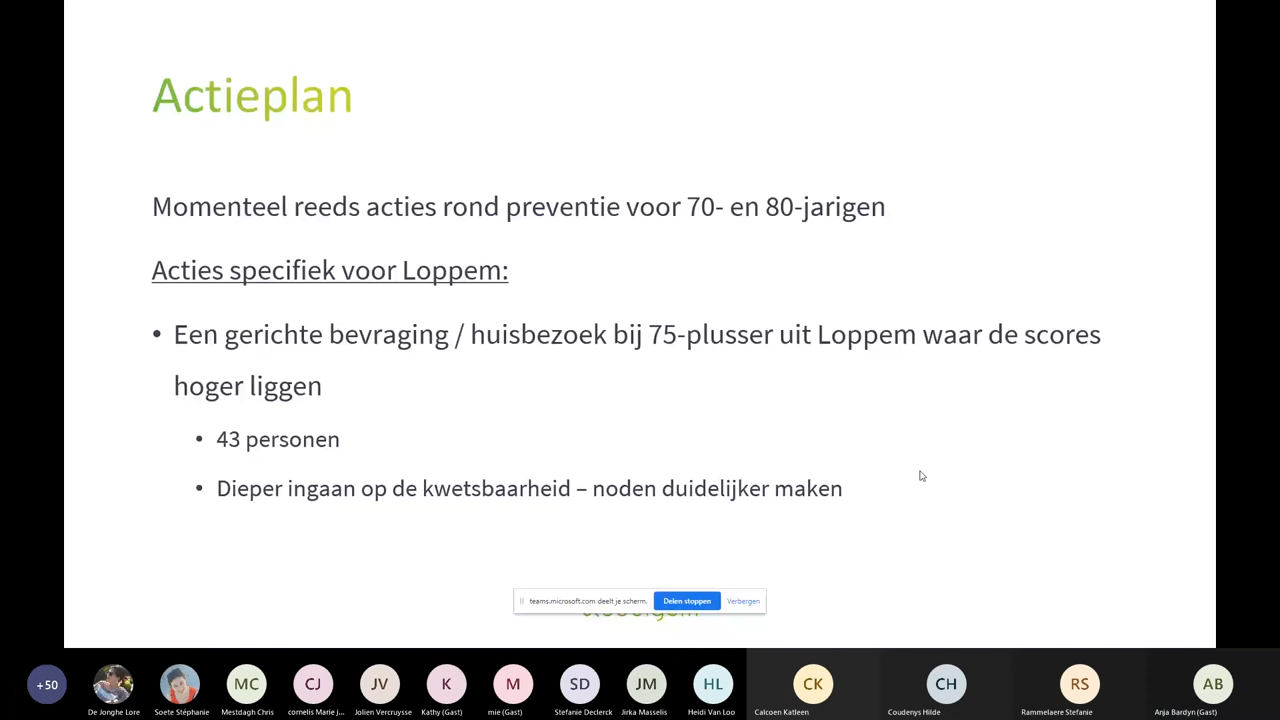 Actieplan
Momenteel reeds acties rond preventie voor 70- en 80-jarigen
Acties specifiek voor Loppem:
• Een gerichte bevraging / huisbezoek bij 75-plusser uit Loppem waar de scores
hoger liggen
• 43 personen
• Dieper ingaan op de kwetsbaarheid – noden duidelijker maken
teams.microsoft.com deelt je scherm.
Delen stoppen
Verbergen
+50
MC
CJ
JV
K
M
SD
JM
HL
CK
CH
RS
AB
De Jonghe Lore
Soete Stéphanie
Mestdagh Chris
cornelis Marie j...
Jolien Vercruysse
Kathy (Gast)
mie (Gast)
Stefanie Declerck
Jirka Masselis
Heidi Van Loo
Calcoen Katleen
Coudenys Hilde
Rammelaere Stefanie
Anja Bardyn (Gast)